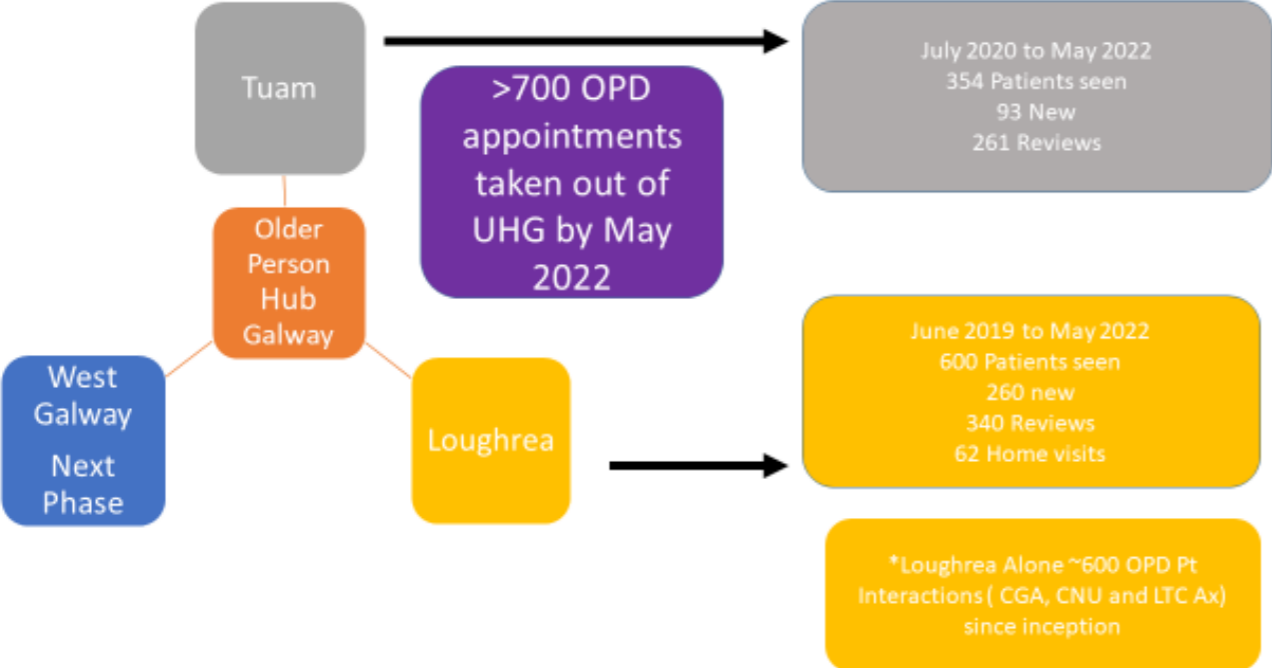 Tuam
>700 OPD
appointments
taken out of
UHG by May
2022
July 2020 to May 2022
354 Patients seen
93 New
261 Reviews
Older
Person
Hub
Galway
West
Galway
Next
Phase
Loughrea
June 2019 to May 2022
600 Patients seen
260 new
340 Reviews
62 Home visits
*Loughrea Alone ~600 OPD Pt
Interactions ( CGA, CNU and LTC Ax)
since inception